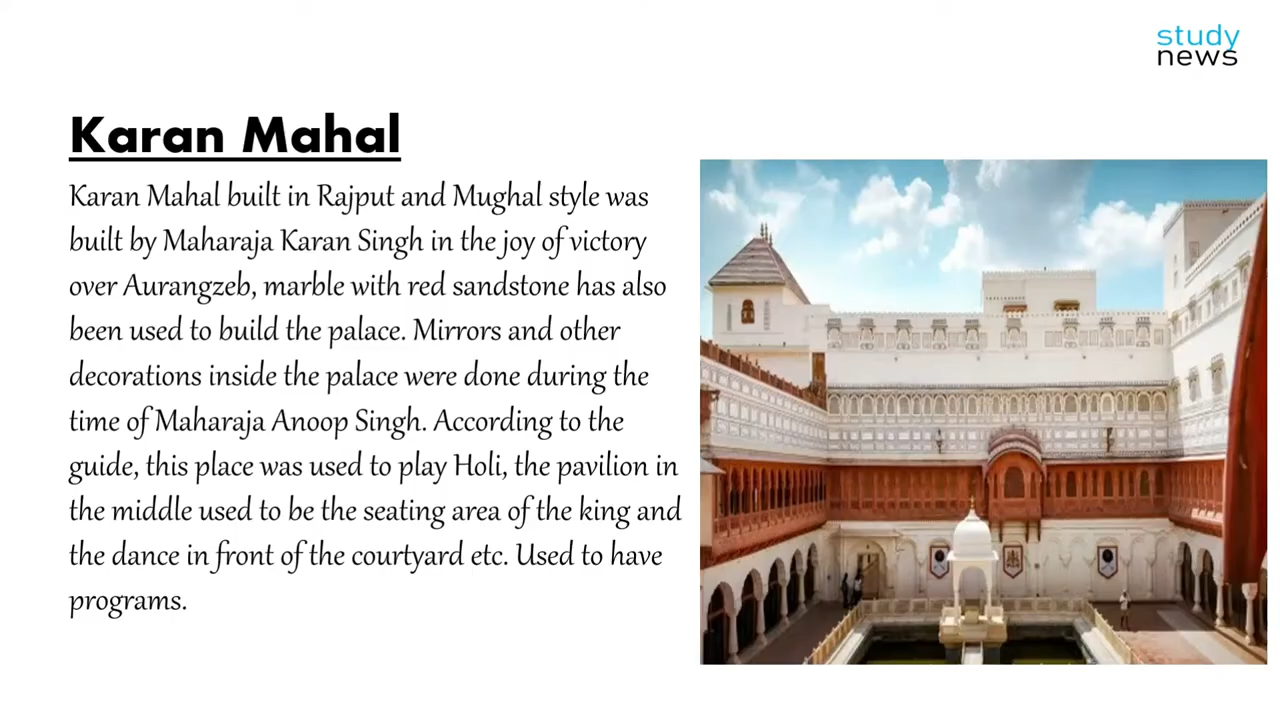 study
news
Karan Mahal
Karan Mahal built in Rajput and Mughal style was
built by Maharaja Karan Singh in the joy of victory
over Aurangzeb, marble with red sandstone has also
been used to build the palace. Mirrors and other
decorations inside the palace were done during the
time of Maharaja Anoop Singh. According to the
guide, this place was used to play Holi, the pavilion in
the middle used to be the seating area of the king and
the dance in front of the courtyard etc. Used to have
programs.